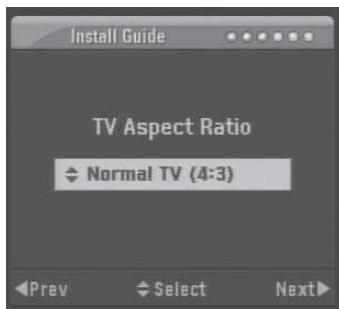 Install Guide
TV Aspect Ratio
Normal TV (4:3)
Prev Select Next